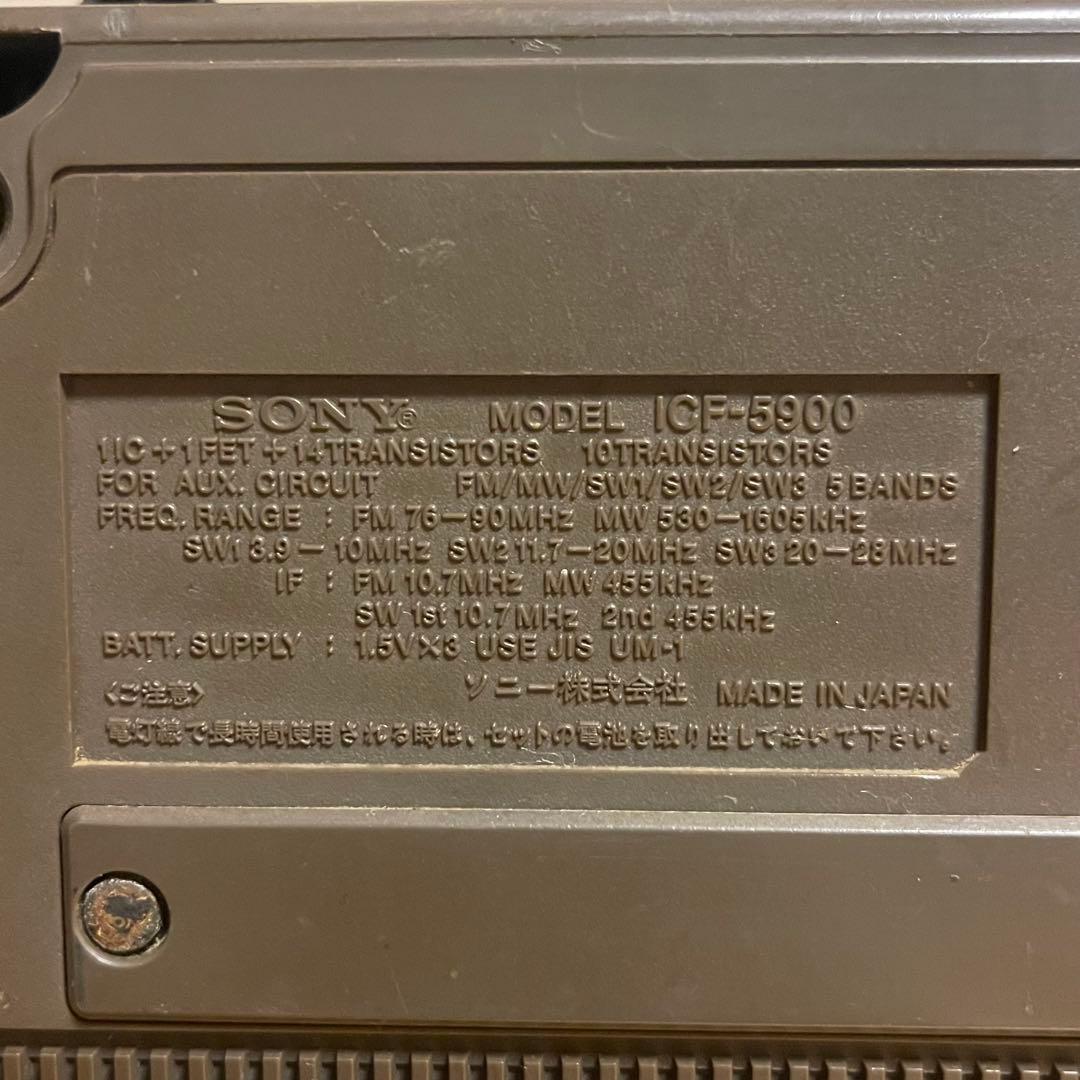 SONY® MODEL ICF-5900
1IC+1FET+14TRANSISTORS 10TRANSISTORS
FOR AUX. CIRCUIT FM/MW/SW1/SW2/SW3 5BANDS
FREQ. RANGE : FM 76-90MHz MW 530-1605kHz
SW1 3.9-10MHz SW2 11.7-20MHz SW3 20-28MHz
IF : FM 10.7MHz MW 455kHz
SW 1st 10.7MHz 2nd 455kHz
BATT. SUPPLY : 1.5V×3 USE JIS UM-1
〈ご注意〉 ソニー株式会社 MADE IN JAPAN
電灯線で長時間使用される時は、セットの電池を取り出しておいて下さい。